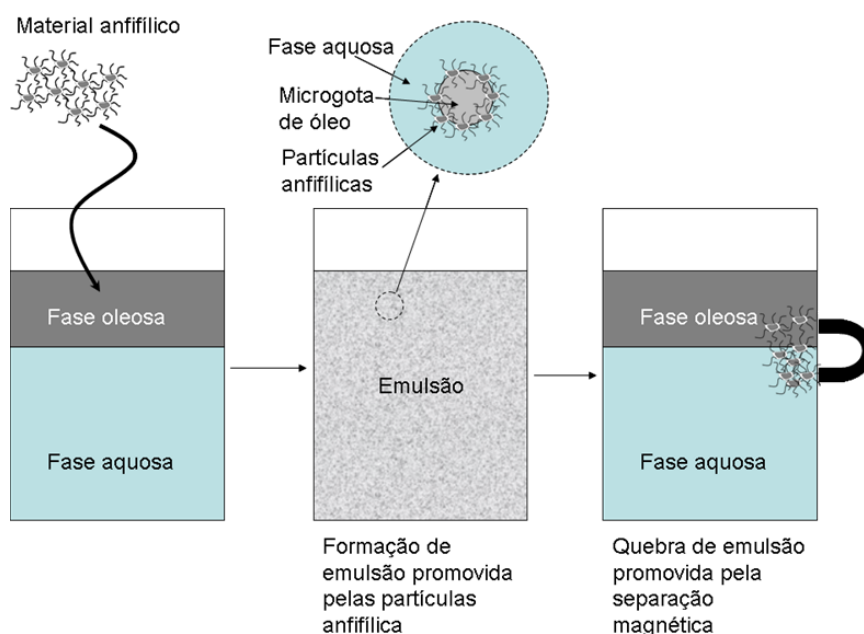 Material anfifílico
Fase aquosa
Microgota
de óleo
Partículas
anfifílicas
Fase oleosa
Fase aquosa
Emulsão
Fase oleosa
Fase aquosa
Formação de
emulsão promovida
pelas partículas
anfifílica
Quebra de emulsão
promovida pela
separação
magnética